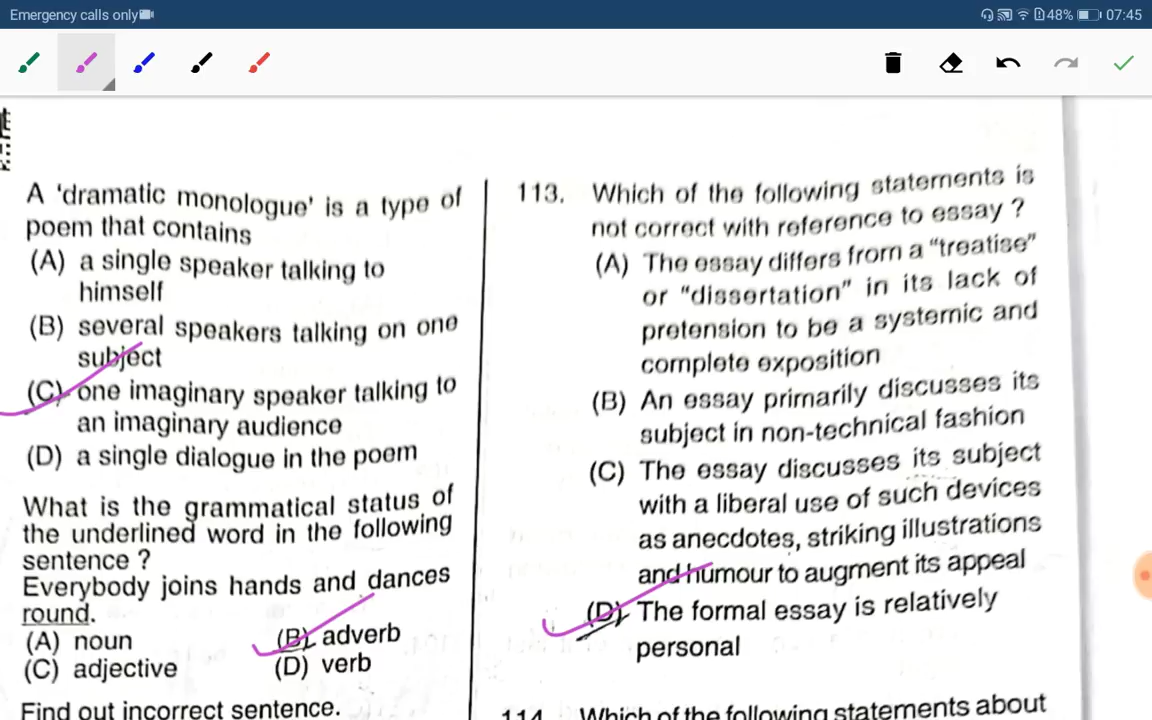 Emergency calls only
48% 07:45
A 'dramatic monologue' is a type of
poem that contains
(A) a single speaker talking to
himself
(B) several speakers talking on one
subject
(C) one imaginary speaker talking to
an imaginary audience
(D) a single dialogue in the poem
What is the grammatical status of
the underlined word in the following
sentence ?
Everybody joins hands and dances
round.
(A) noun (B) adverb
(C) adjective (D) verb
Find out incorrect sentence.
113. Which of the following statements is
not correct with reference to essay ?
(A) The essay differs from a "treatise"
or "dissertation" in its lack of
pretension to be a systemic and
complete exposition
(B) An essay primarily discusses its
subject in non-technical fashion
(C) The essay discusses its subject
with a liberal use of such devices
as anecdotes, striking illustrations
and humour to augment its appeal
(D) The formal essay is relatively
personal
114. Which of the following statements about